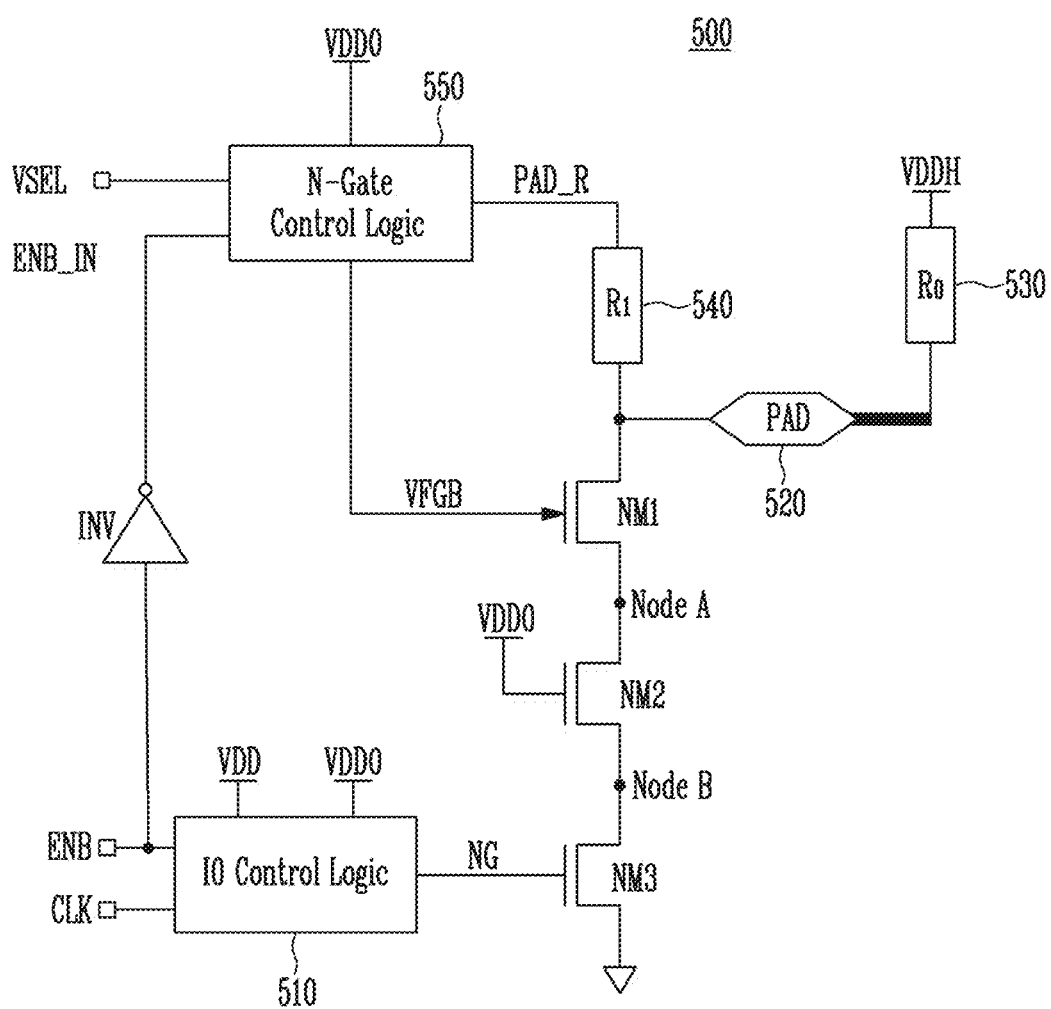 500
VDDO
550
VSEL
N-Gate
Control Logic
PAD_R
VDDH
ENB_IN
R1
540
R0
530
PAD
520
VFGB
NM1
INV
Node A
VDDO
NM2
VDD
VDDO
Node B
ENB
IO Control Logic
NG
NM3
CLK
510